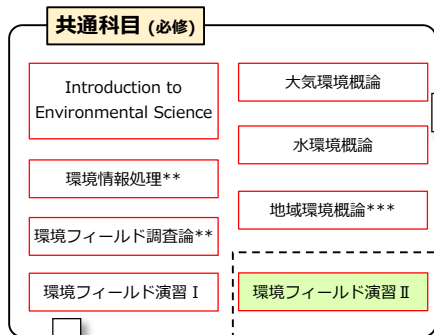 共通科目 (必修)
Introduction to
Environmental Science
環境情報処理**
環境フィールド調査論**
環境フィールド演習 I
大気環境概論
水環境概論
地域環境概論***
環境フィールド演習 II